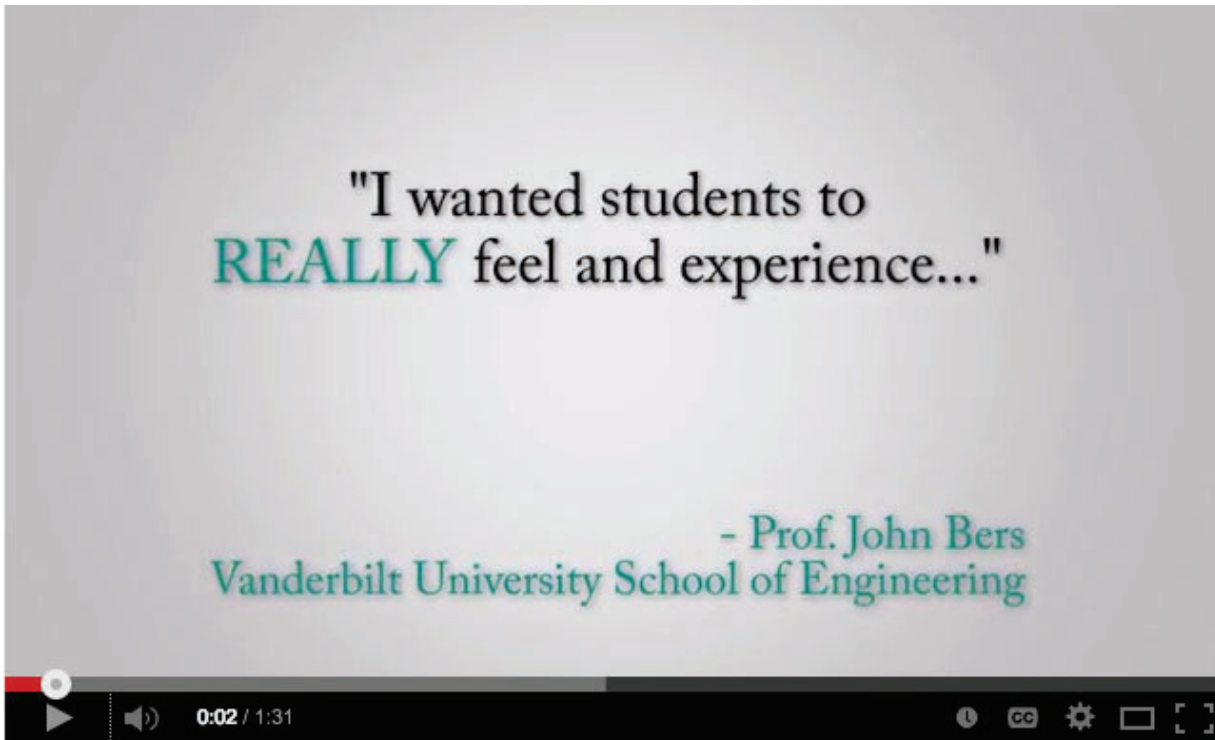 "I wanted students to
REALLY feel and experience..."
- Prof. John Bers
Vanderbilt University School of Engineering
0:02 / 1:31
CC